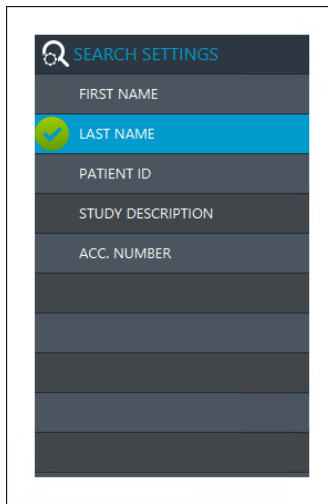 SEARCH SETTINGS
FIRST NAME
LAST NAME
PATIENT ID
STUDY DESCRIPTION
ACC. NUMBER